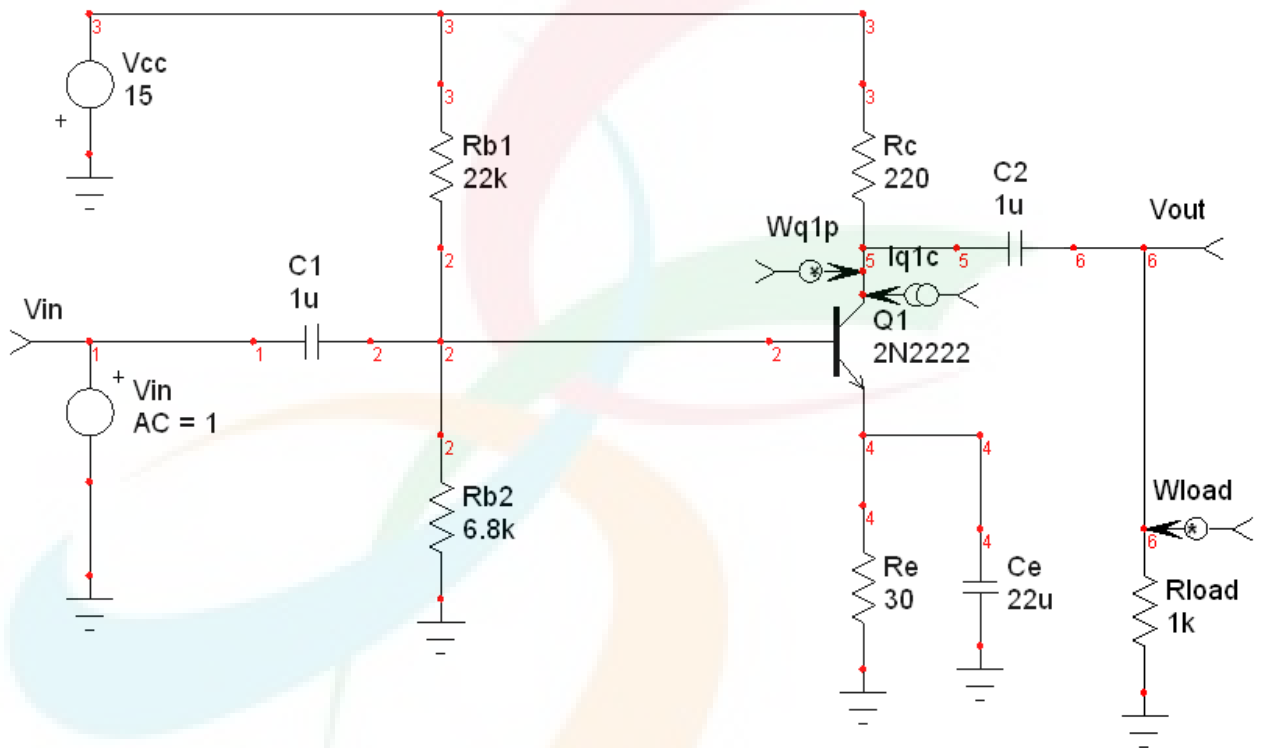 3
3
3
Vcc
15
+
3
3
Rb1
22k
Rc
220
C2
1u
Vout
Wq1p
Iq1c
2
5
5
6
6
C1
1u
Q1
2N2222
Vin
1
1
2
2
2
+
Vin
AC = 1
2
4
4
Rb2
6.8k
Wload
4
4
6
Re
30
Ce
22u
Rload
1k